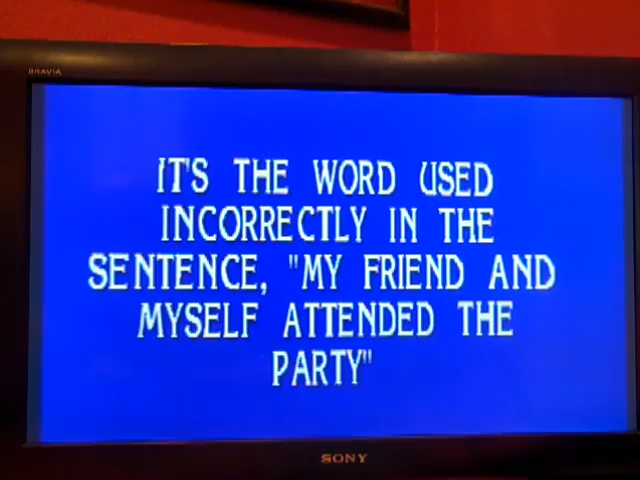 BRAVIA
IT'S THE WORD USED
INCORRECTLY IN THE
SENTENCE, "MY FRIEND AND
MYSELF ATTENDED THE
PARTY"
SONY